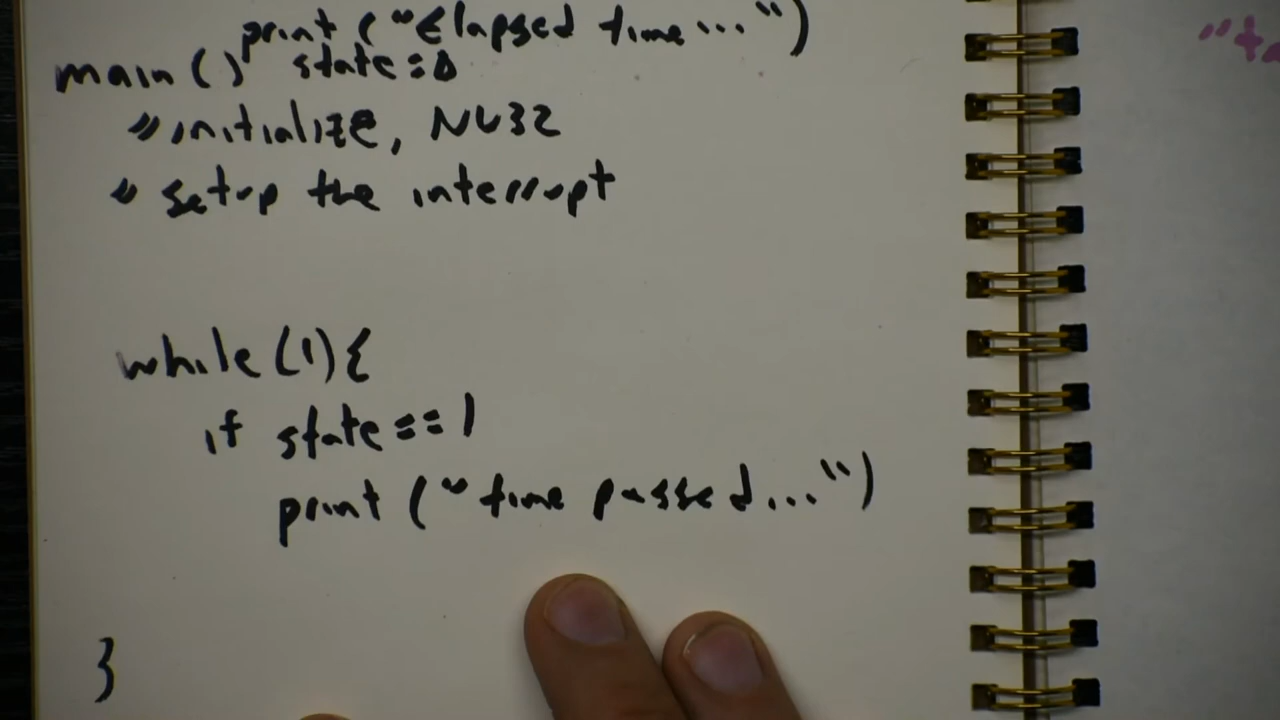 print ("Elapsed time...")
main() state=0
"initialize, NU32
" setup the interrupt
while(1){
if state==1
print ("time passed...")
}